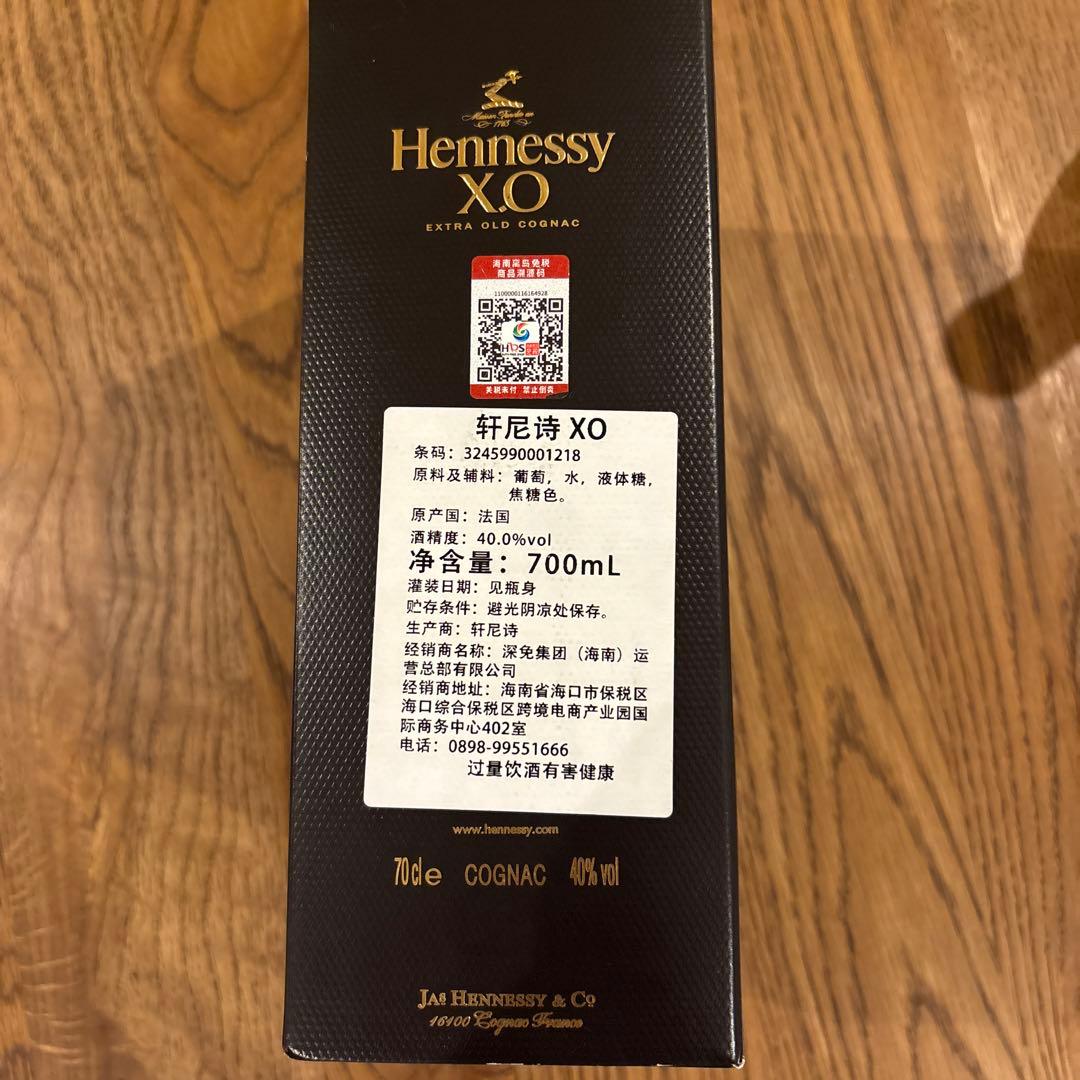 Maison Fondée en
1765
Hennessy
X.O
EXTRA OLD COGNAC
海南离岛免税
商品溯源码
1100000116164928
HDS
关税未付 禁止倒卖
轩尼诗 XO
条码：3245990001218
原料及辅料：葡萄，水，液体糖，
焦糖色。
原产国：法国
酒精度：40.0%vol
净含量：700mL
灌装日期：见瓶身
贮存条件：避光阴凉处保存。
生产商：轩尼诗
经销商名称：深免集团（海南）运
营总部有限公司
经销商地址：海南省海口市保税区
海口综合保税区跨境电商产业园国
际商务中心402室
电话：0898-99551666
过量饮酒有害健康
www.hennessy.com
70 cl e COGNAC 40% vol
JAS HENNESSY & CO
16100 Cognac France